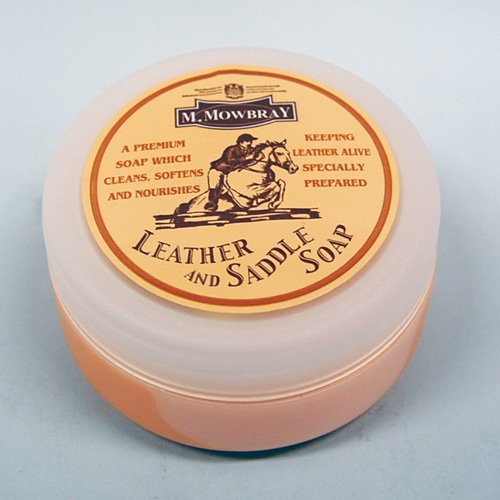 M. MOWBRAY
A PREMIUM
SOAP WHICH
CLEANS, SOFTENS
AND NOURISHES
KEEPING
LEATHER ALIVE
SPECIALLY
PREPARED
LEATHER
AND SADDLE
SOAP